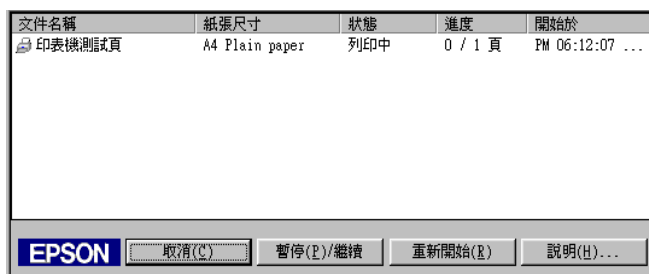 文件名稱 紙張尺寸 狀態 進度 開始於
印表機測試頁 A4 Plain paper 列印中 0 / 1 頁 PM 06:12:07 ...
EPSON 取消(C) 暫停(P)/繼續 重新開始(R) 說明(H)...